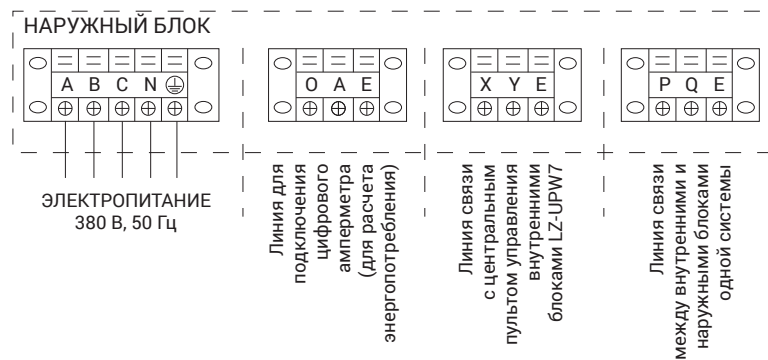 НАРУЖНЫЙ БЛОК
A B C N
O A E
X Y E
P Q E
ЭЛЕКТРОПИТАНИЕ
380 В, 50 Гц
Линия для
подключения
цифрового
амперметра
(для расчета
энергопотребления)
Линия связи
с центральным
пультом управления
внутренними
блоками LZ-UPW7
Линия связи
между внутренними и
наружными блоками
одной системы